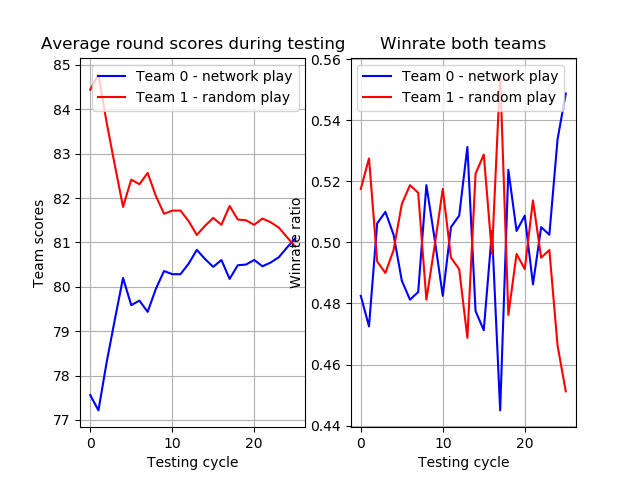 Average round scores during testing
Team 0 - network play
Team 1 - random play
85
84
83
82
81
80
79
78
77
0
10
20
Team scores
Testing cycle
Winrate both teams
Team 0 - network play
Team 1 - random play
0.56
0.54
0.52
0.50
0.48
0.46
0.44
0
10
20
Winrate ratio
Testing cycle